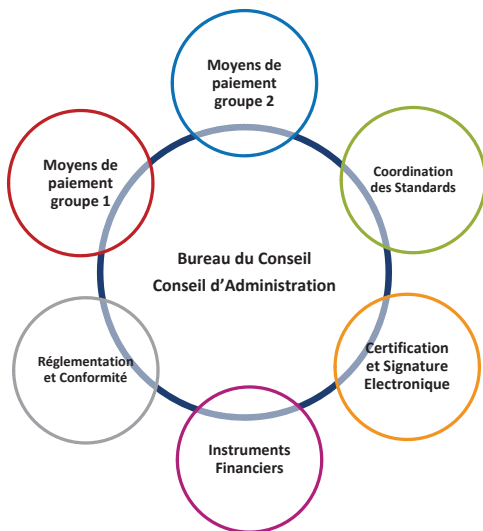 Moyens de
paiement
groupe 2
Moyens de
paiement
groupe 1
Coordination
des Standards
Bureau du Conseil
Conseil d’Administration
Réglementation
et Conformité
Certification
et Signature
Electronique
Instruments
Financiers